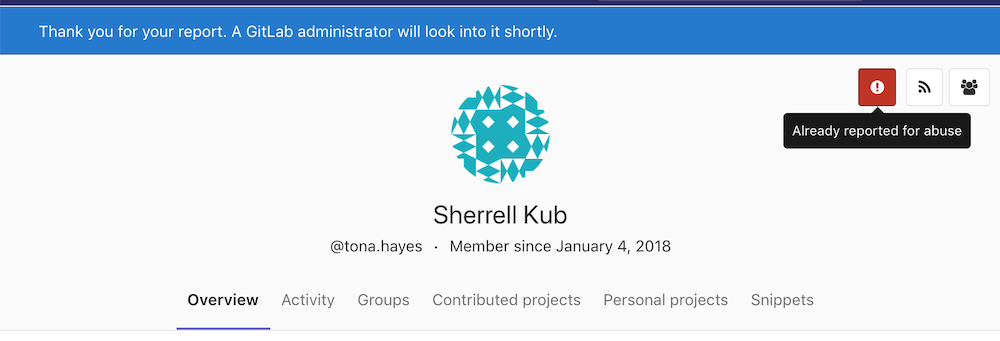 Thank you for your report. A GitLab administrator will look into it shortly.
Already reported for abuse
Sherrell Kub
@tona.hayes · Member since January 4, 2018
Overview Activity Groups Contributed projects Personal projects Snippets